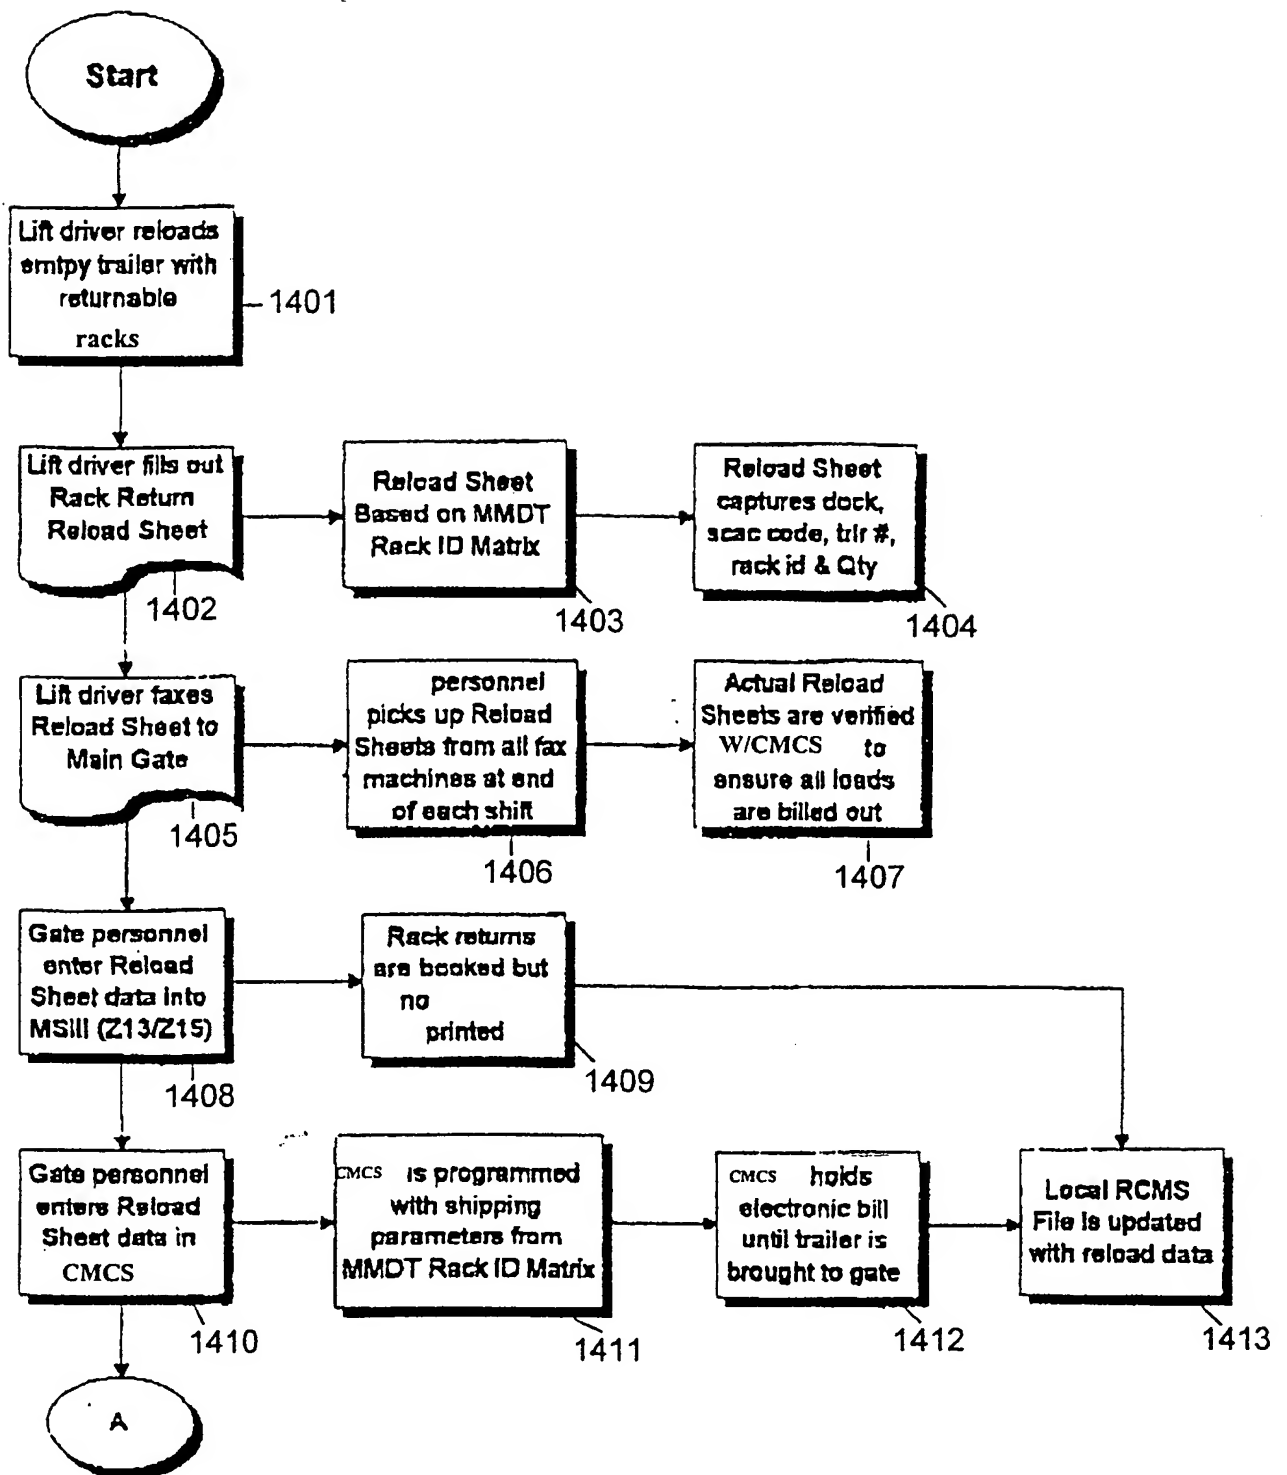 Start
Lift driver reloads
emtpy trailer with
returnable
racks
1401
Lift driver fills out
Rack Return
Reload Sheet
1402
Reload Sheet
Based on MMDT
Rack ID Matrix
1403
Reload Sheet
captures dock,
scac code, trlr #,
rack id & Qty
1404
Lift driver faxes
Reload Sheet to
Main Gate
1405
personnel
picks up Reload
Sheets from all fax
machines at end
of each shift
1406
Actual Reload
Sheets are verified
W/CMCS to
ensure all loads
are billed out
1407
Gate personnel
enter Reload
Sheet data into
MSIII (Z13/Z15)
1408
Rack returns
are booked but
no
printed
1409
Gate personnel
enters Reload
Sheet data in
CMCS
1410
CMCS is programmed
with shipping
parameters from
MMDT Rack ID Matrix
1411
CMCS holds
electronic bill
until trailer is
brought to gate
1412
Local RCMS
File is updated
with reload data
1413
A